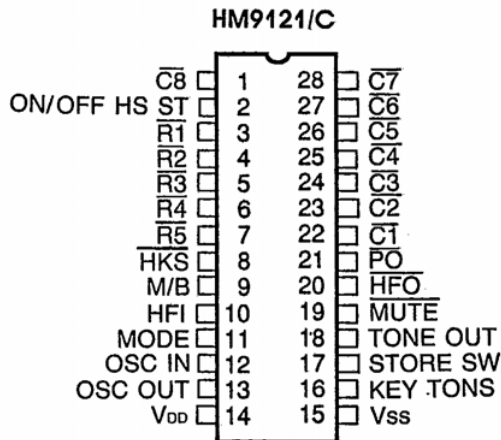 HM9121/C
C8 1 28 C7
ON/OFF HS ST 2 27 C6
R1 3 26 C5
R2 4 25 C4
R3 5 24 C3
R4 6 23 C2
R5 7 22 C1
HKS 8 21 PO
M/B 9 20 HFO
HFI 10 19 MUTE
MODE 11 18 TONE OUT
OSC IN 12 17 STORE SW
OSC OUT 13 16 KEY TONS
VDD 14 15 Vss